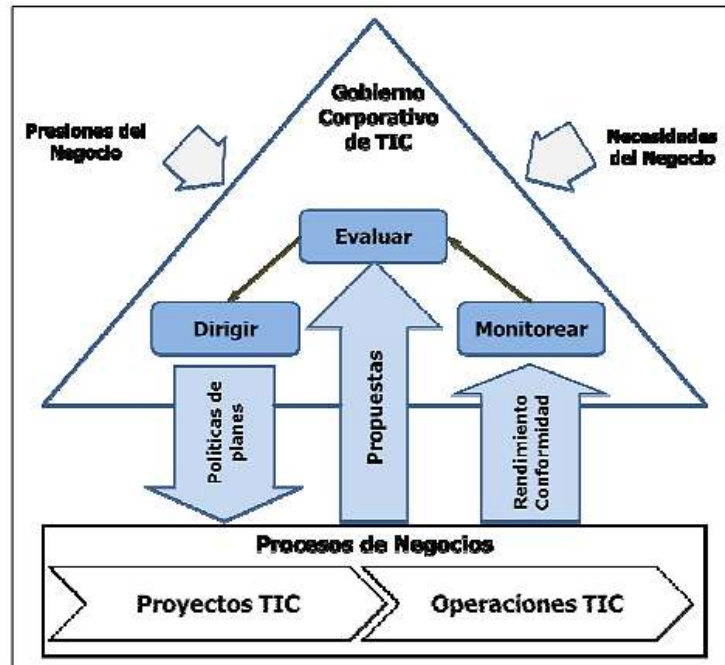 Gobierno
Corporativo
de TIC
Presiones del
Negocio
Necesidades
del Negocio
Evaluar
Dirigir
Monitorear
Políticas de
planes
Propuestas
Rendimiento
Conformidad
Procesos de Negocios
Proyectos TIC
Operaciones TIC